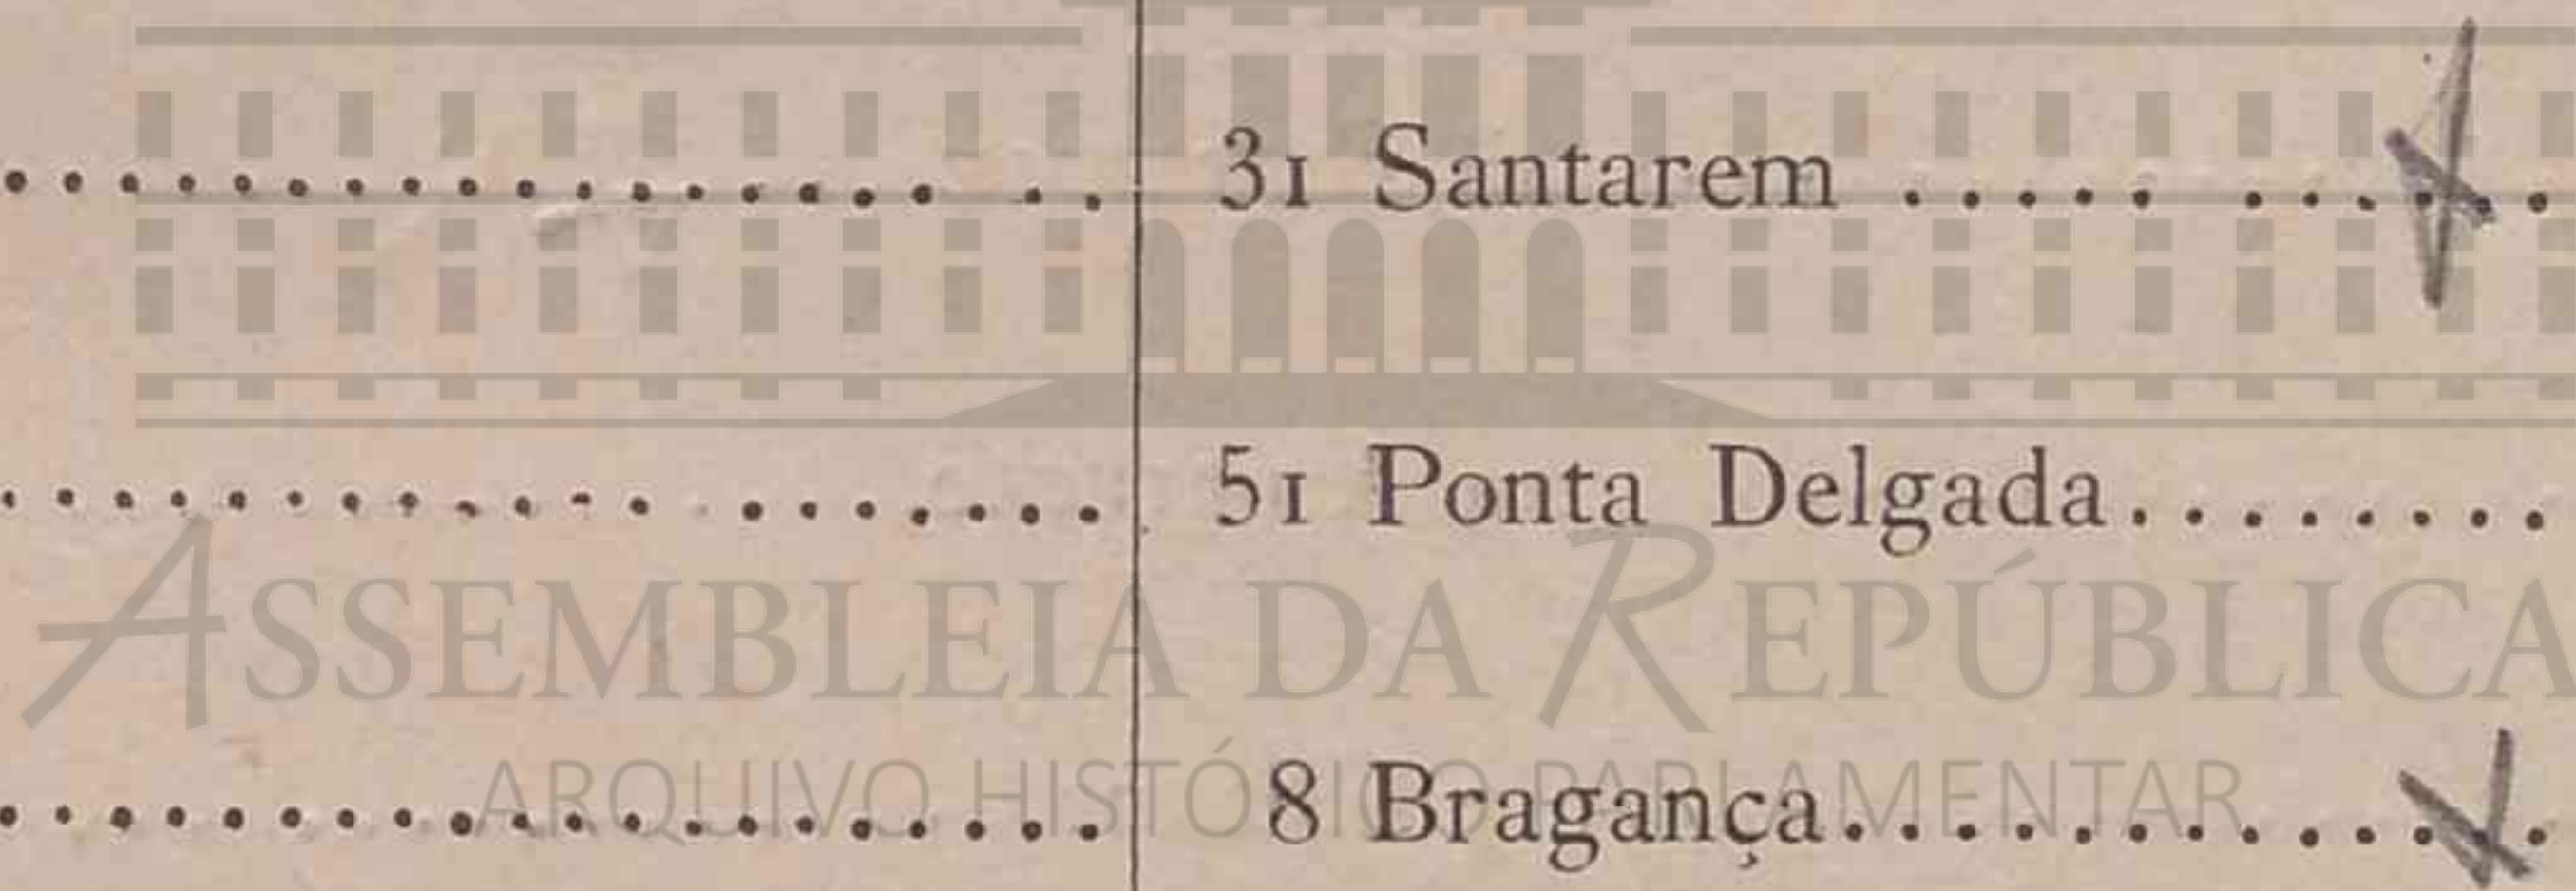 31 Santarem . . . . . . . . . . .
51 Ponta Delgada . . . . . . . .
ASSEMBLEIA DA REPÚBLICA
ARQUIVO HISTÓRICO PARLAMENTAR
8 Bragança . . . . . . . . . . . . .